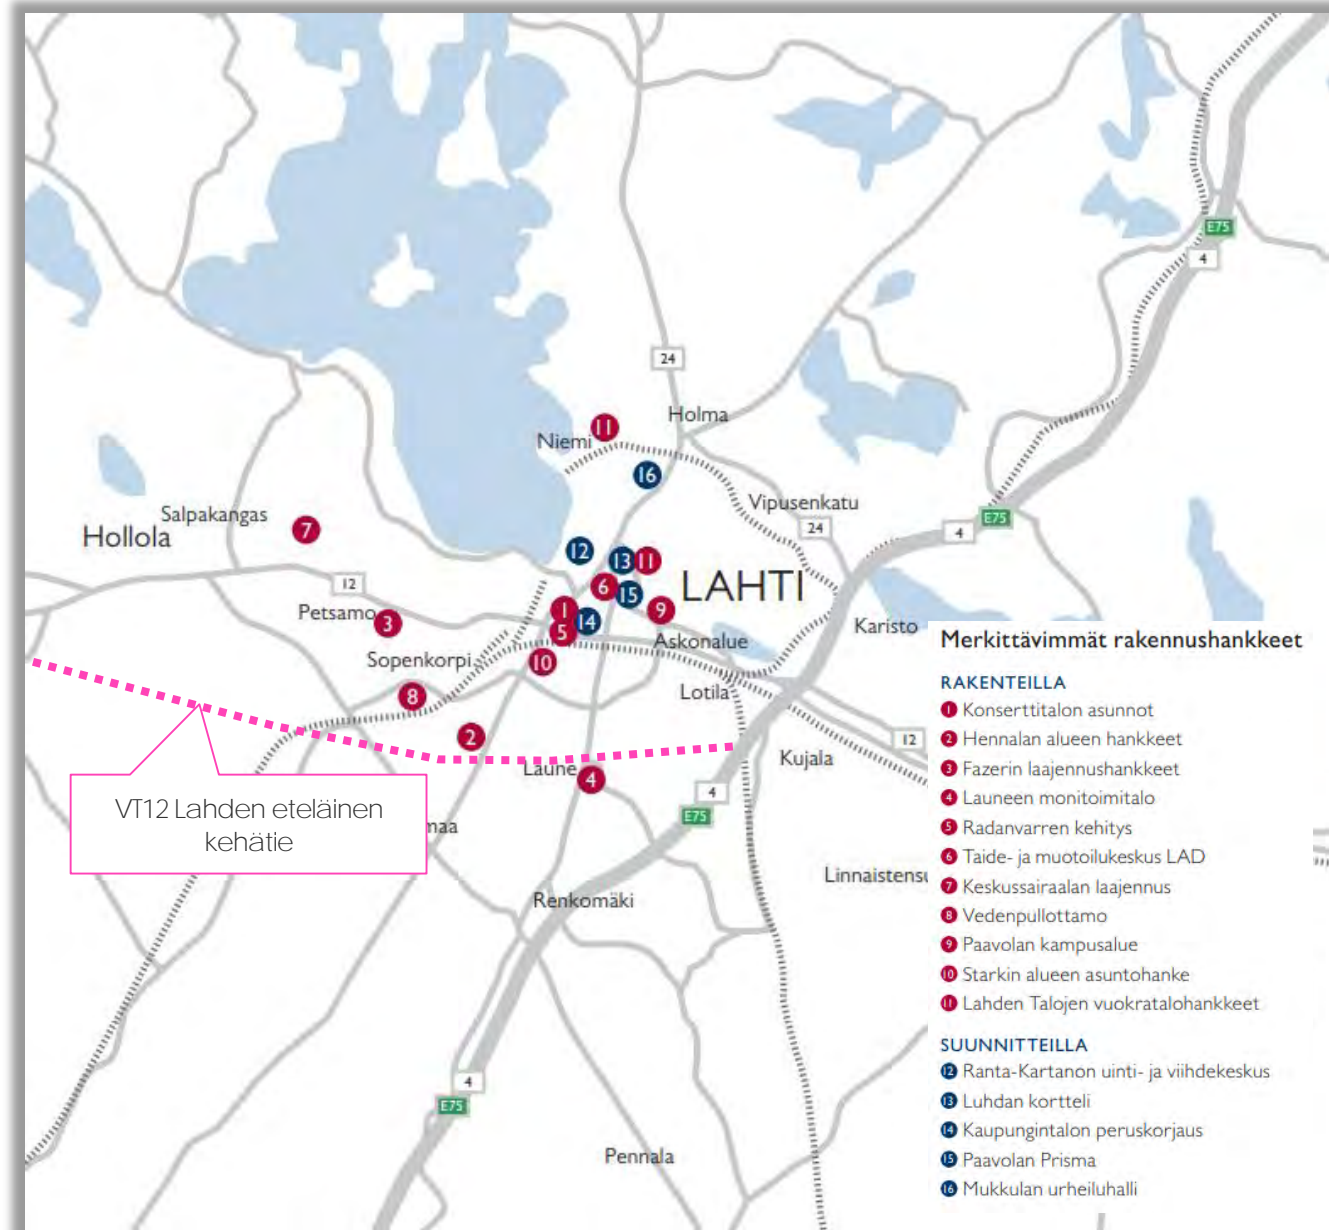 E75
4
24
Holma
11
Niemi
16
Vipusenkatu
24
E75
4
Salpakangas
7
Hollola
12
13
11
LAHTI
12
6
15
Petsamo
3
1
9
14
5
Askonalue
Karisto
Sopenkorpi
10
Lotila
8
2
12
Kujala
Laune
4
4
E75
VT12 Lahden eteläinen
kehätie
maa
Linnaistensu
Renkomäki
4
E75
Pennala
Merkittävimmät rakennushankkeet
RAKENTEILLA
1 Konserttitalon asunnot
2 Hennalan alueen hankkeet
3 Fazerin laajennushankkeet
4 Launeen monitoimitalo
5 Radanvarren kehitys
6 Taide- ja muotoilukeskus LAD
7 Keskussairaalan laajennus
8 Vedenpullottamo
9 Paavolan kampusalue
10 Starkin alueen asuntohanke
11 Lahden Talojen vuokratalohankkeet
SUUNNITTEILLA
12 Ranta-Kartanon uinti- ja viihdekeskus
13 Luhdan kortteli
14 Kaupungintalon peruskorjaus
15 Paavolan Prisma
16 Mukkulan urheiluhalli